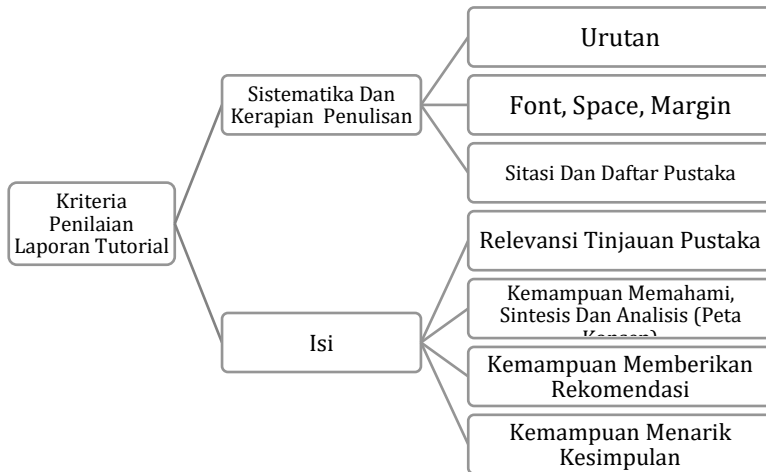 Kriteria
Penilaian
Laporan Tutorial
Sistematika Dan
Kerapian Penulisan
Urutan
Font, Space, Margin
Sitasi Dan Daftar Pustaka
Isi
Relevansi Tinjauan Pustaka
Kemampuan Memahami,
Sintesis Dan Analisis (Peta
Kemampuan Memberikan
Rekomendasi
Kemampuan Menarik
Kesimpulan